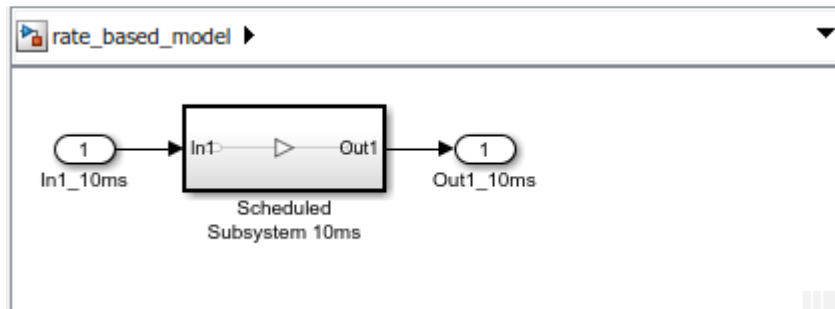 rate_based_model
1
In1
Out1
1
In1_10ms
Out1_10ms
Scheduled
Subsystem 10ms